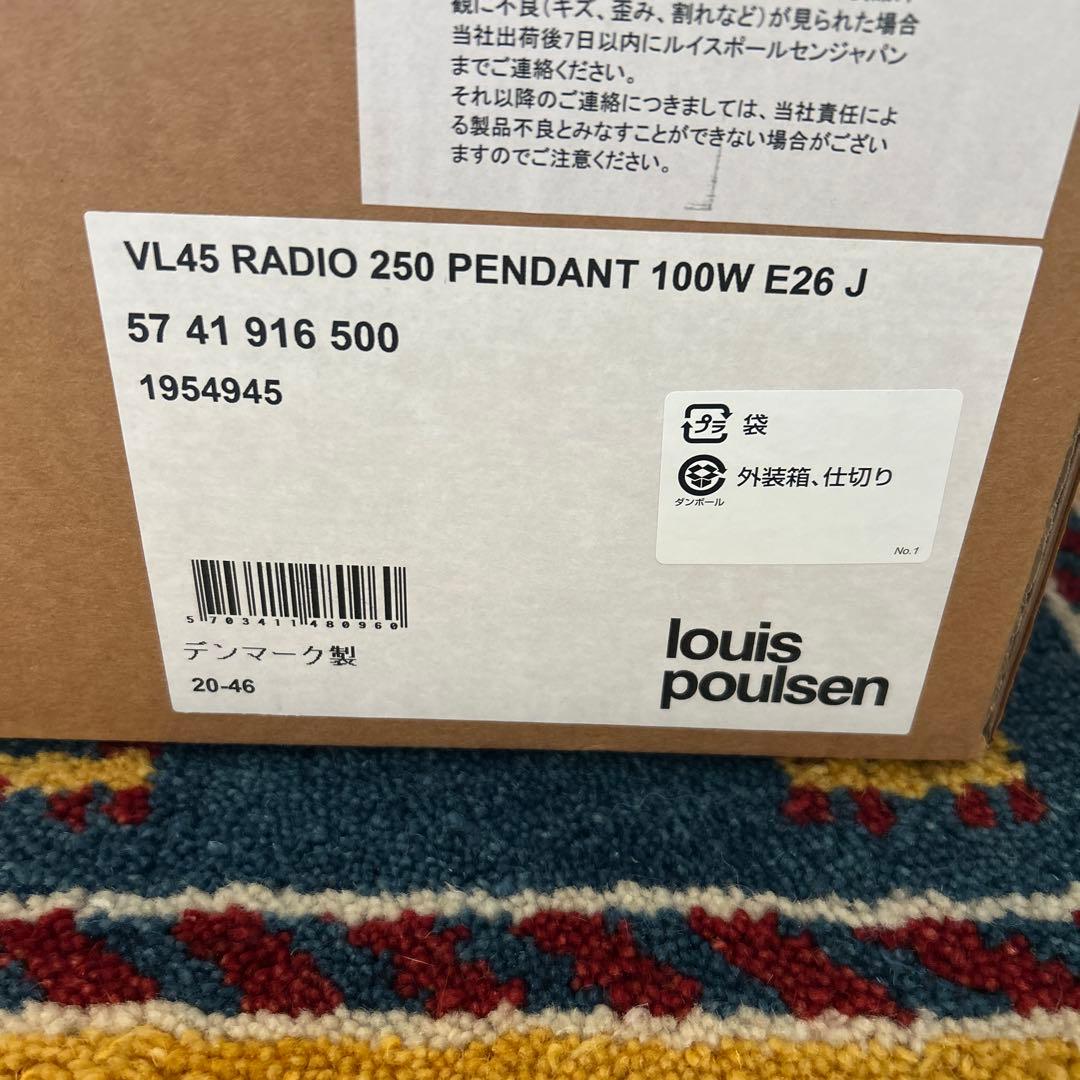 観に不良(キズ、歪み、割れなど)が見られた場合
当社出荷後7日以内にルイスポールセンジャパン
までご連絡ください。
それ以降のご連絡につきましては、当社責任によ
る製品不良とみなすことができない場合がござい
ますのでご注意ください。
VL45 RADIO 250 PENDANT 100W E26 J
57 41 916 500
1954945
プラ 袋
外装箱、仕切り
ダンボール
No.1
5 703411 480960
デンマーク製
20-46
louis
poulsen